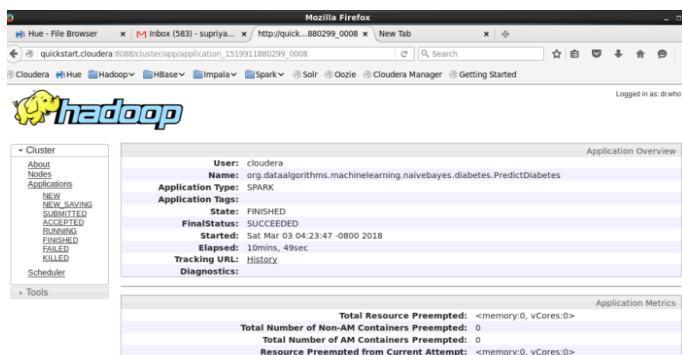 Mozilla Firefox
Hue - File Browser × Inbox (583) - supriya... × http://quick...880299_0008 × New Tab ×
quickstart.cloudera:8088/cluster/app/application_1519911880299_0008 Search
Cloudera Hue Hadoop HBase Impala Spark Solr Oozie Cloudera Manager Getting Started
Logged in as: dr.who
hadoop
Cluster
About
Nodes
Applications
NEW
NEW_SAVING
SUBMITTED
ACCEPTED
RUNNING
FINISHED
FAILED
KILLED
Scheduler
Tools
Application Overview
User: cloudera
Name: org.dataalgorithms.machinelearning.naivebayes.diabetes.PredictDiabetes
Application Type: SPARK
Application Tags:
State: FINISHED
FinalStatus: SUCCEEDED
Started: Sat Mar 03 04:23:47 -0800 2018
Elapsed: 10mins, 49sec
Tracking URL: History
Diagnostics:
Application Metrics
Total Resource Preempted: <memory:0, vCores:0>
Total Number of Non-AM Containers Preempted: 0
Total Number of AM Containers Preempted: 0
Resource Preempted from Current Attempt: <memory:0, vCores:0>